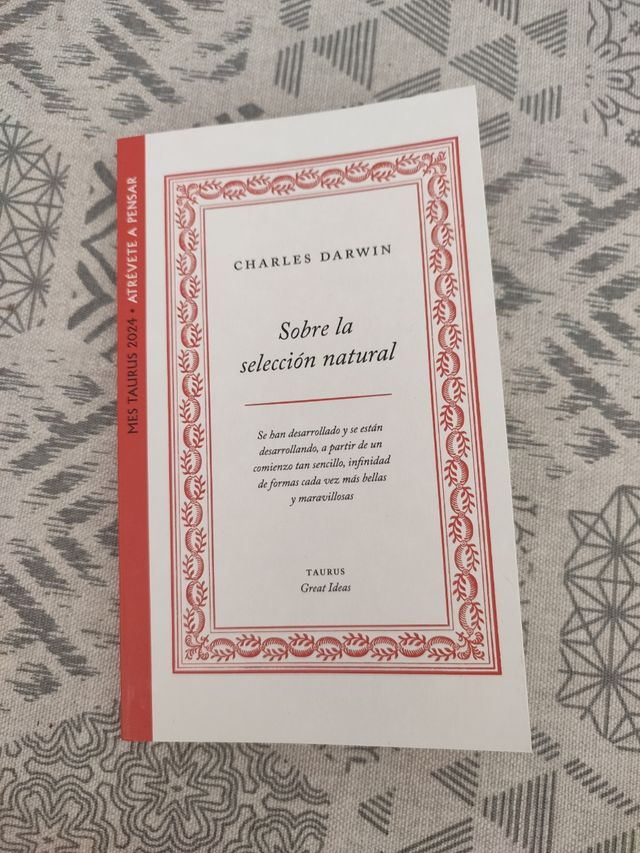 MES TAURUS 2024 • ATRÉVETE A PENSAR
CHARLES DARWIN
Sobre la
selección natural
Se han desarrollado y se están
desarrollando, a partir de un
comienzo tan sencillo, infinidad
de formas cada vez más bellas
y maravillosas
TAURUS
Great Ideas